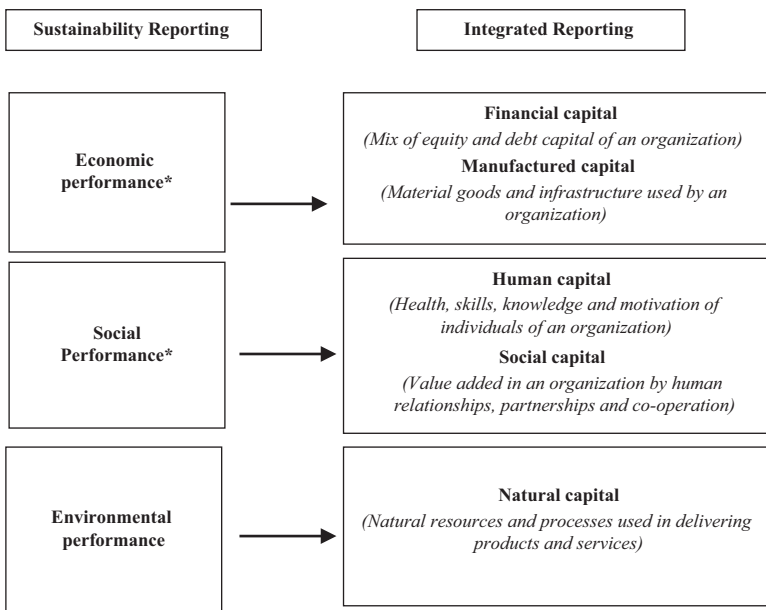 Sustainability Reporting
Integrated Reporting
Economic
performance*
Financial capital
(Mix of equity and debt capital of an organization)
Manufactured capital
(Material goods and infrastructure used by an
organization)
Social
Performance*
Human capital
(Health, skills, knowledge and motivation of
individuals of an organization)
Social capital
(Value added in an organization by human
relationships, partnerships and co-operation)
Environmental
performance
Natural capital
(Natural resources and processes used in delivering
products and services)